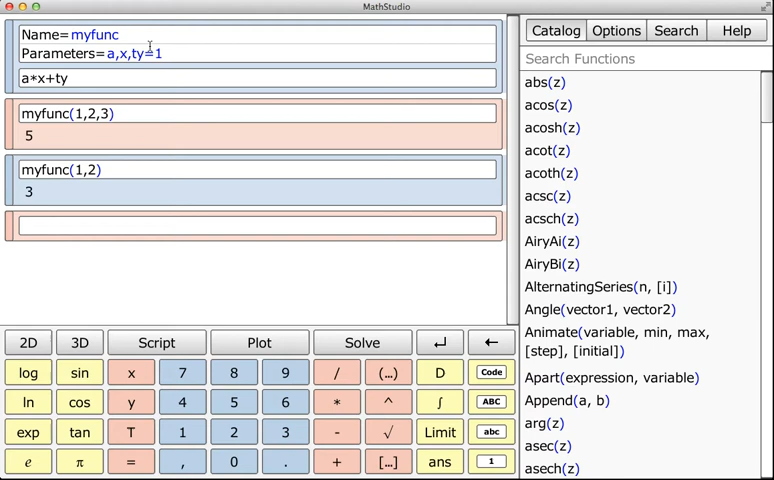 MathStudio
Name=myfunc
Parameters=a,x,ty=1
a*x+ty
myfunc(1,2,3)
5
myfunc(1,2)
3
Catalog Options Search Help
Search Functions
abs(z)
acos(z)
acosh(z)
acot(z)
acoth(z)
acsc(z)
acsch(z)
AiryAi(z)
AiryBi(z)
AlternatingSeries(n, [i])
Angle(vector1, vector2)
Animate(variable, min, max,
[step], [initial])
Apart(expression, variable)
Append(a, b)
arg(z)
asec(z)
asech(z)
2D 3D Script Plot Solve ↵ ←
log sin x 7 8 9 / (...) D Code
ln cos y 4 5 6 * ^ ∫ ABC
exp tan T 1 2 3 - √ Limit abc
e π = , 0 . + [...] ans 1